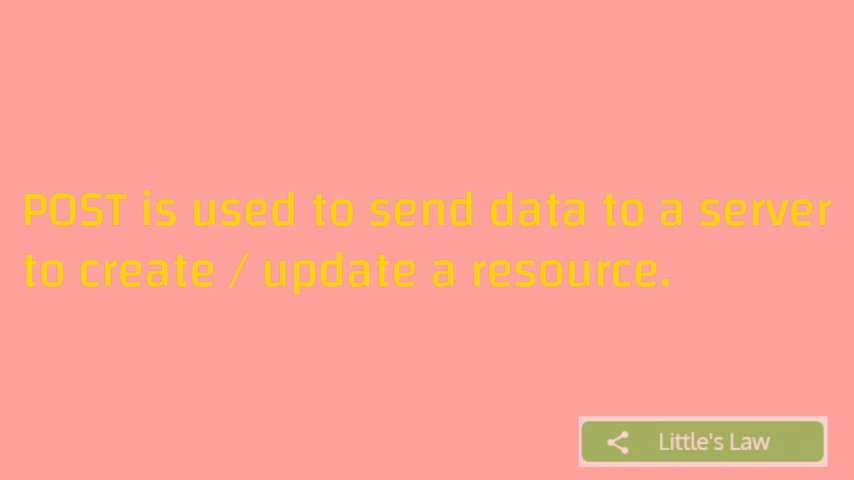 POST is used to send data to a server
to create / update a resource.
Little's Law